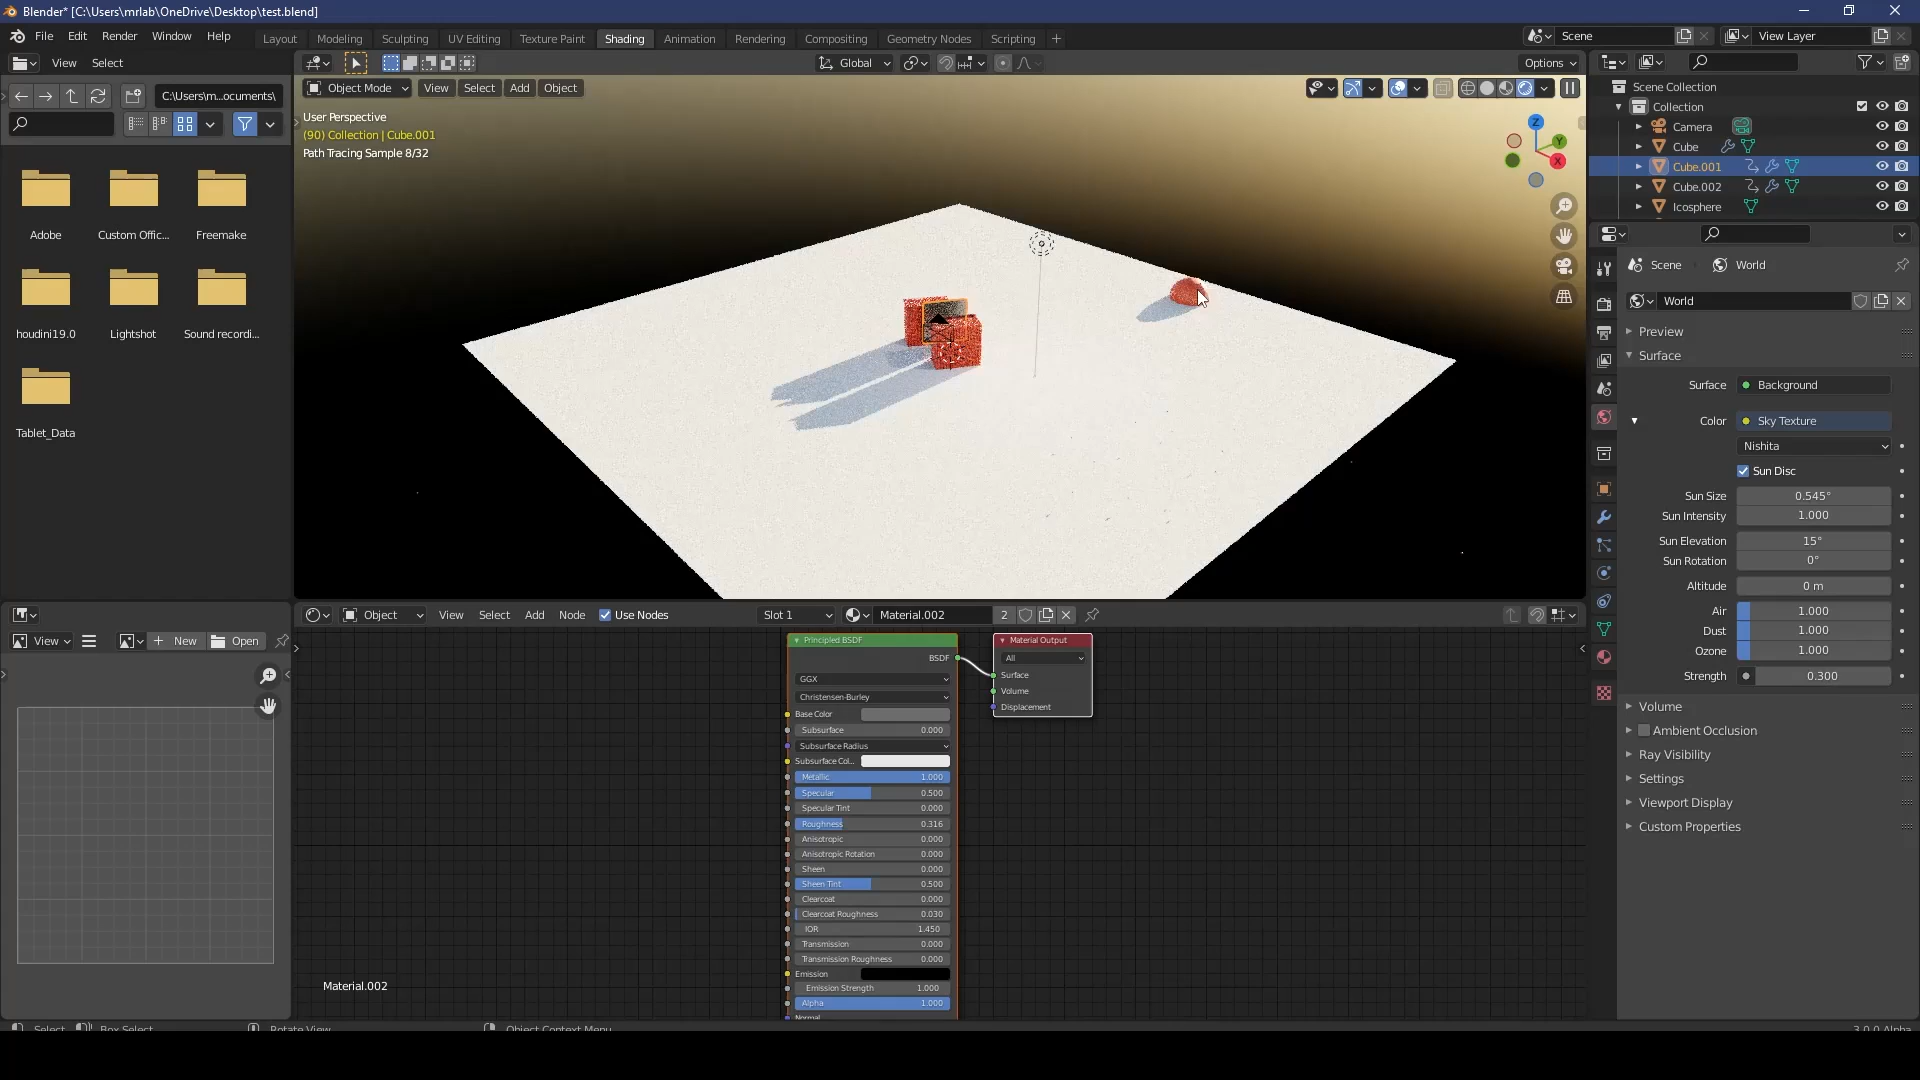 Blender* [C:\Users\mrlab\OneDrive\Desktop\test.blend]
File Edit Render Window Help
Layout Modeling Sculpting UV Editing Texture Paint Shading Animation Rendering Compositing Geometry Nodes Scripting
Scene
View Layer
View Select
Global
Options
C:\Users\m...ocuments\
Object Mode View Select Add Object
User Perspective
(90) Collection | Cube.001
Path Tracing Sample 8/32
Z
Y
X
Adobe
Custom Offic...
Freemake
houdini19.0
Lightshot
Sound recordi...
Tablet_Data
Scene Collection
Collection
Camera
Cube
Cube.001
Cube.002
Icosphere
Scene
World
World
Preview
Surface
Surface Background
Color Sky Texture
Nishita
Sun Disc
Sun Size 0.545°
Sun Intensity 1.000
Sun Elevation 15°
Sun Rotation 0°
Altitude 0 m
Air 1.000
Dust 1.000
Ozone 1.000
Strength 0.300
Volume
Ambient Occlusion
Ray Visibility
Settings
Viewport Display
Custom Properties
View
New
Open
Object View Select Add Node Use Nodes
Slot 1
Material.002
2
Principled BSDF
BSDF
GGX
Christensen-Burley
Base Color
Subsurface 0.000
Subsurface Radius
Subsurface Col..
Metallic 1.000
Specular 0.500
Specular Tint 0.000
Roughness 0.316
Anisotropic 0.000
Anisotropic Rotation 0.000
Sheen 0.000
Sheen Tint 0.500
Clearcoat 0.000
Clearcoat Roughness 0.030
IOR 1.450
Transmission 0.000
Transmission Roughness 0.000
Emission
Emission Strength 1.000
Alpha 1.000
Normal
Material Output
All
Surface
Volume
Displacement
Material.002
Select
Box Select
Rotate View
Object Context Menu
3.0.0 Alpha